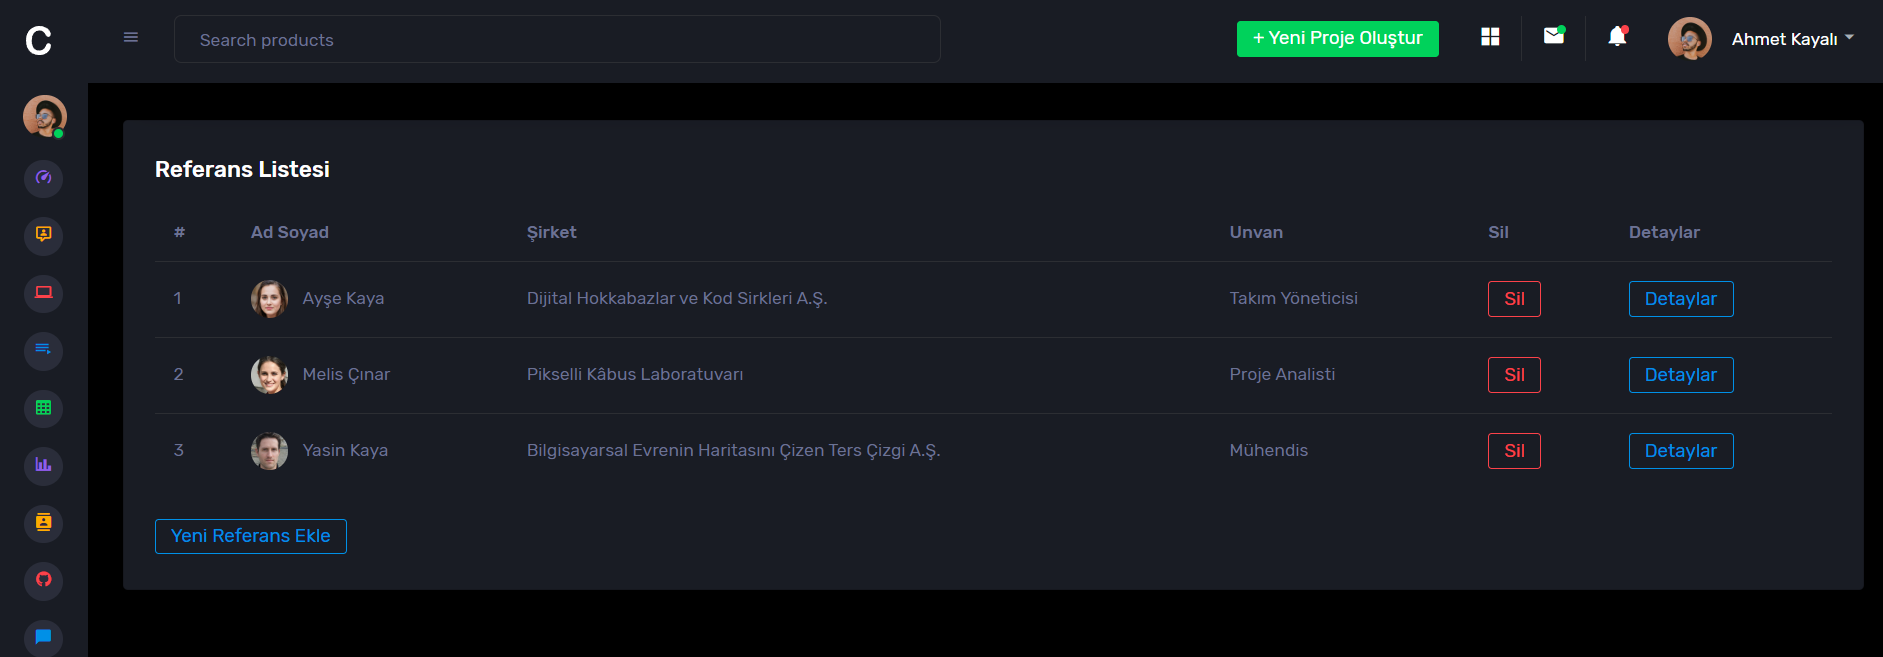 C
Search products
+ Yeni Proje Oluştur
Ahmet Kayalı
Referans Listesi
# Ad Soyad Şirket Unvan Sil Detaylar
1 Ayşe Kaya Dijital Hokkabazlar ve Kod Sirkleri A.Ş. Takım Yöneticisi Sil Detaylar
2 Melis Çınar Pikselli Kâbus Laboratuvarı Proje Analisti Sil Detaylar
3 Yasin Kaya Bilgisayarsal Evrenin Haritasını Çizen Ters Çizgi A.Ş. Mühendis Sil Detaylar
Yeni Referans Ekle